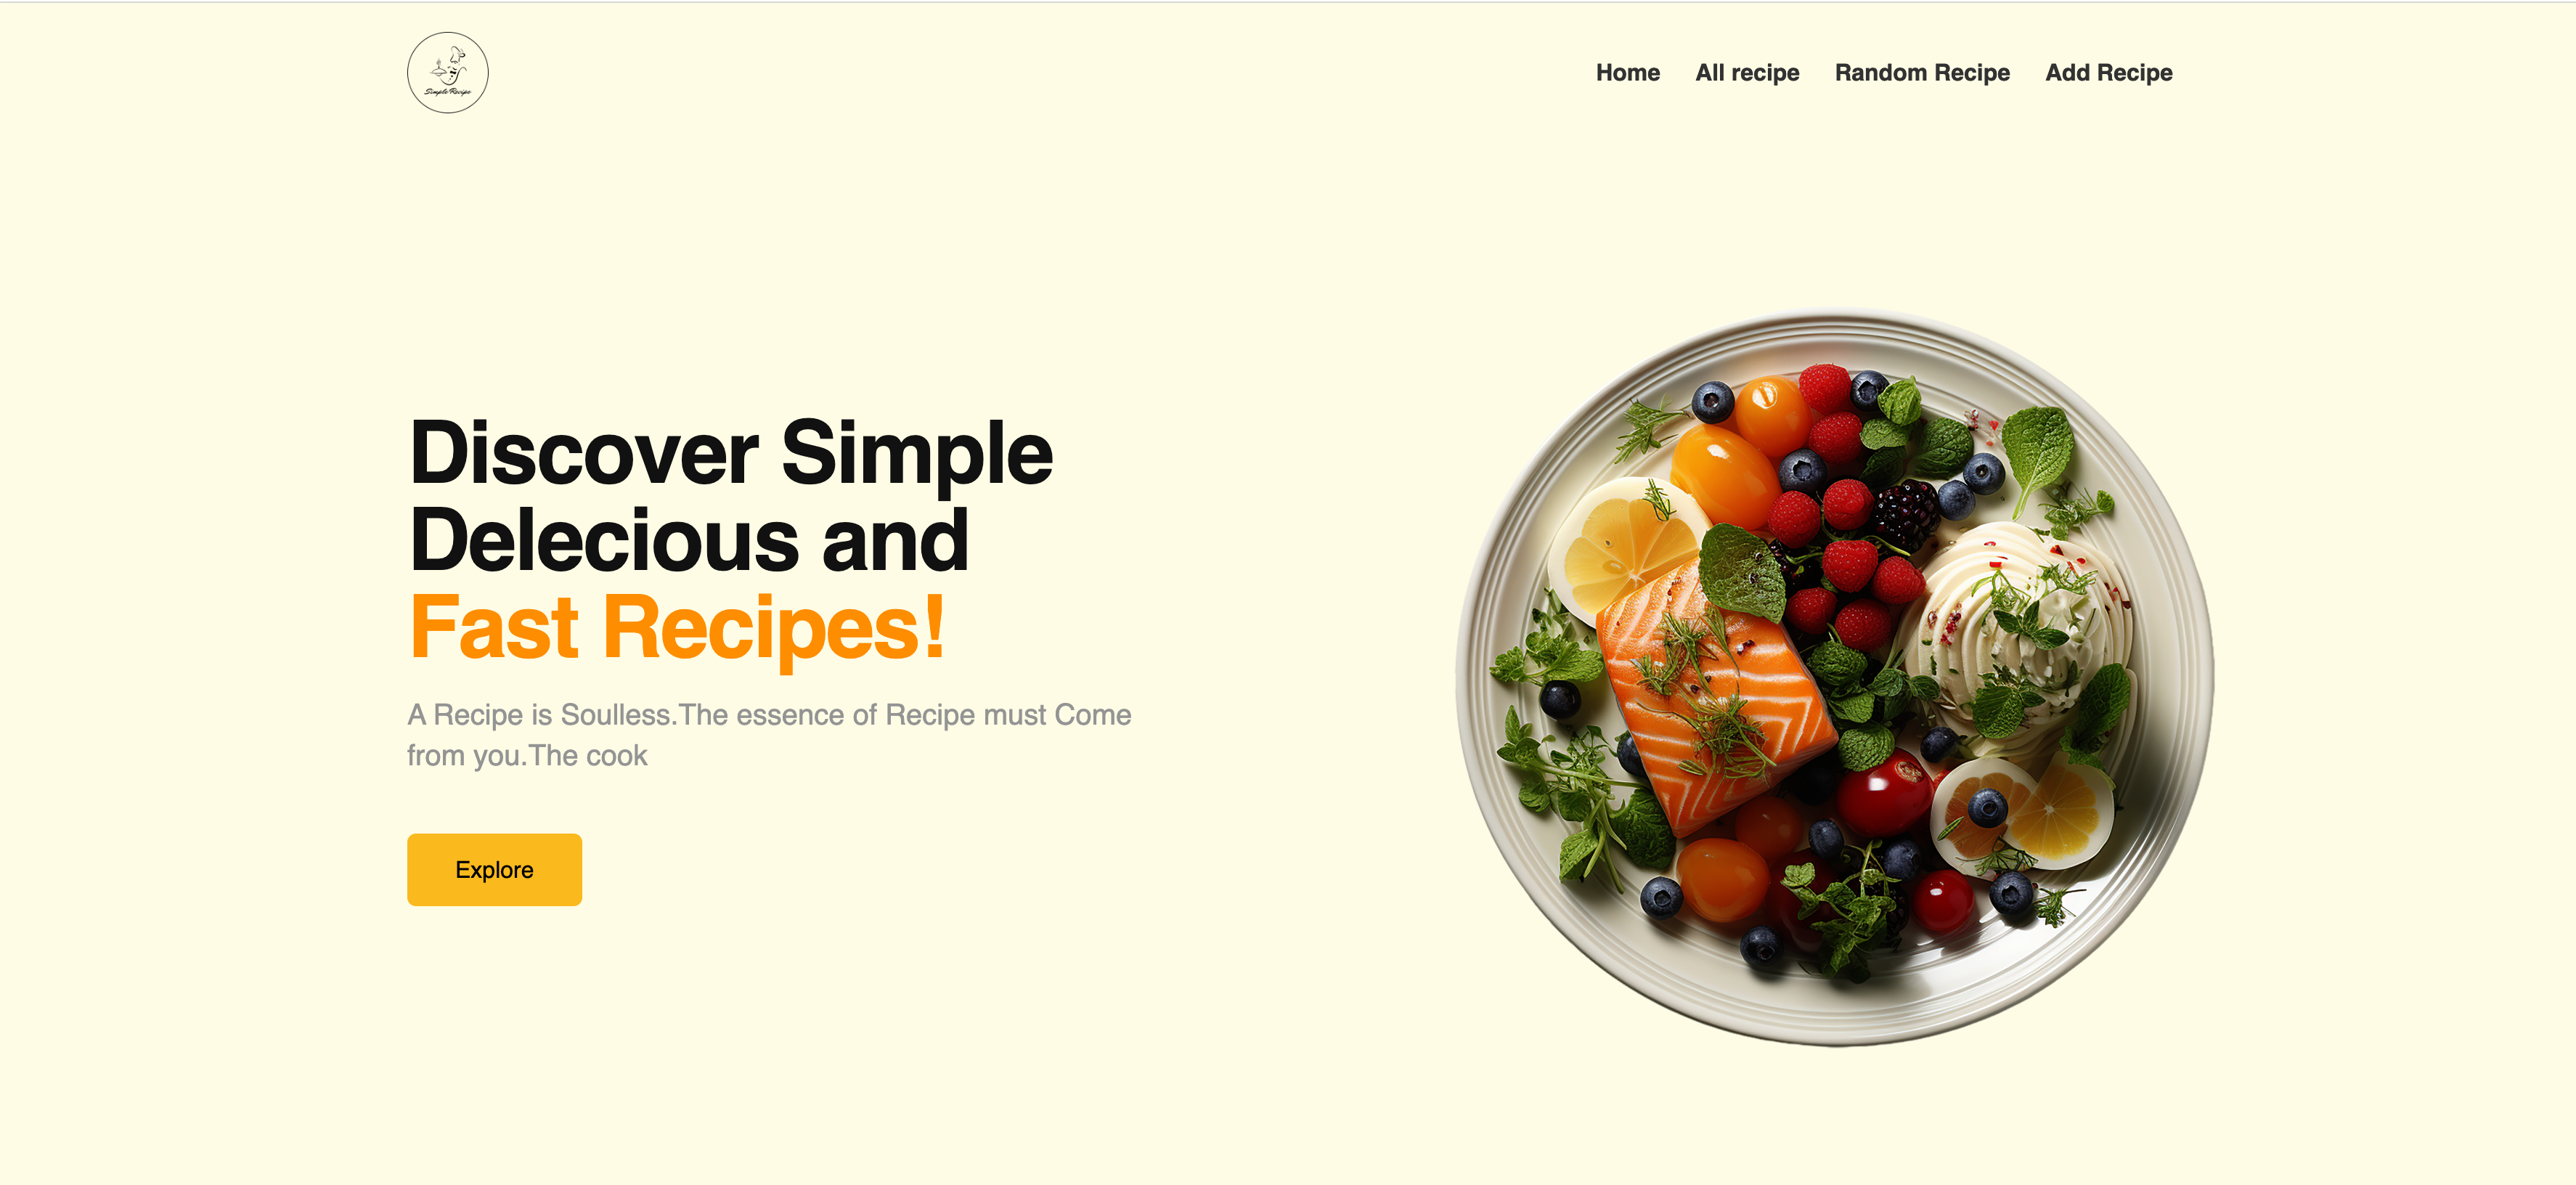 Simple Recipe
Home All recipe Random Recipe Add Recipe
Discover Simple
Delecious and
Fast Recipes!
A Recipe is Soulless.The essence of Recipe must Come
from you.The cook
Explore